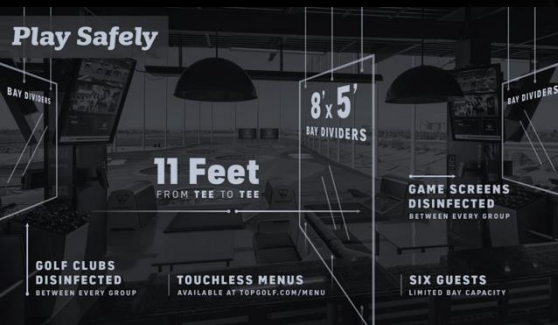 Play Safely
BAY DIVIDERS
8' x 5'
BAY DIVIDERS
BAY DIVIDERS
11 Feet
FROM TEE TO TEE
GAME SCREENS
DISINFECTED
BETWEEN EVERY GROUP
GOLF CLUBS
DISINFECTED
BETWEEN EVERY GROUP
TOUCHLESS MENUS
AVAILABLE AT TOPGOLF.COM/MENU
SIX GUESTS
LIMITED BAY CAPACITY